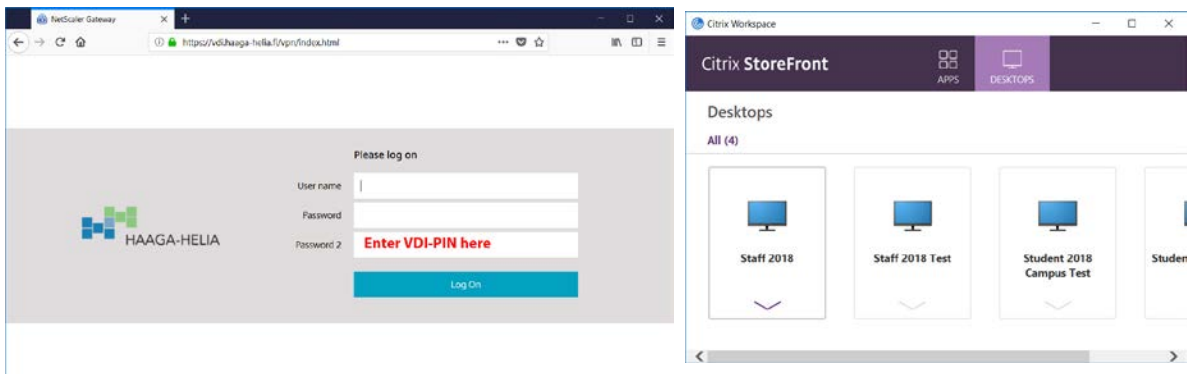 NetScaler Gateway
https://vdi.haaga-helia.fi/vpn/index.html
Please log on
User name
Password
Password 2
Enter VDI-PIN here
Log On
HAAGA-HELIA
Citrix Workspace
Citrix StoreFront
APPS
DESKTOPS
Desktops
All (4)
Staff 2018
Staff 2018 Test
Student 2018
Campus Test
Studen